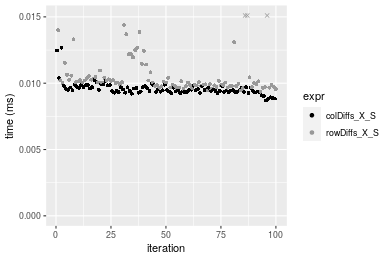 0.015
0.010
0.005
0.000
time (ms)
0
25
50
75
100
iteration
expr
colDiffs_X_S
rowDiffs_X_S